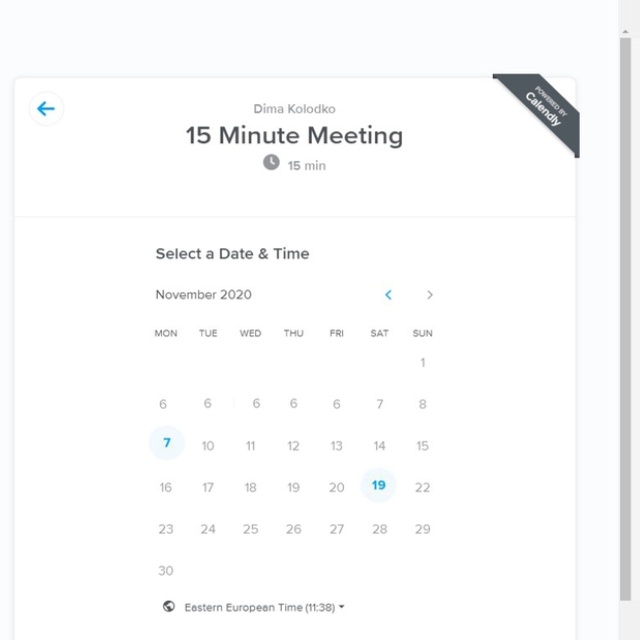 POWERED BY
Calendly
Dima Kolodko
15 Minute Meeting
15 min
Select a Date & Time
November 2020
MON TUE WED THU FRI SAT SUN
1
6 6 6 6 6 7 8
7 10 11 12 13 14 15
16 17 18 19 20 19 22
23 24 25 26 27 28 29
30
Eastern European Time (11:38)